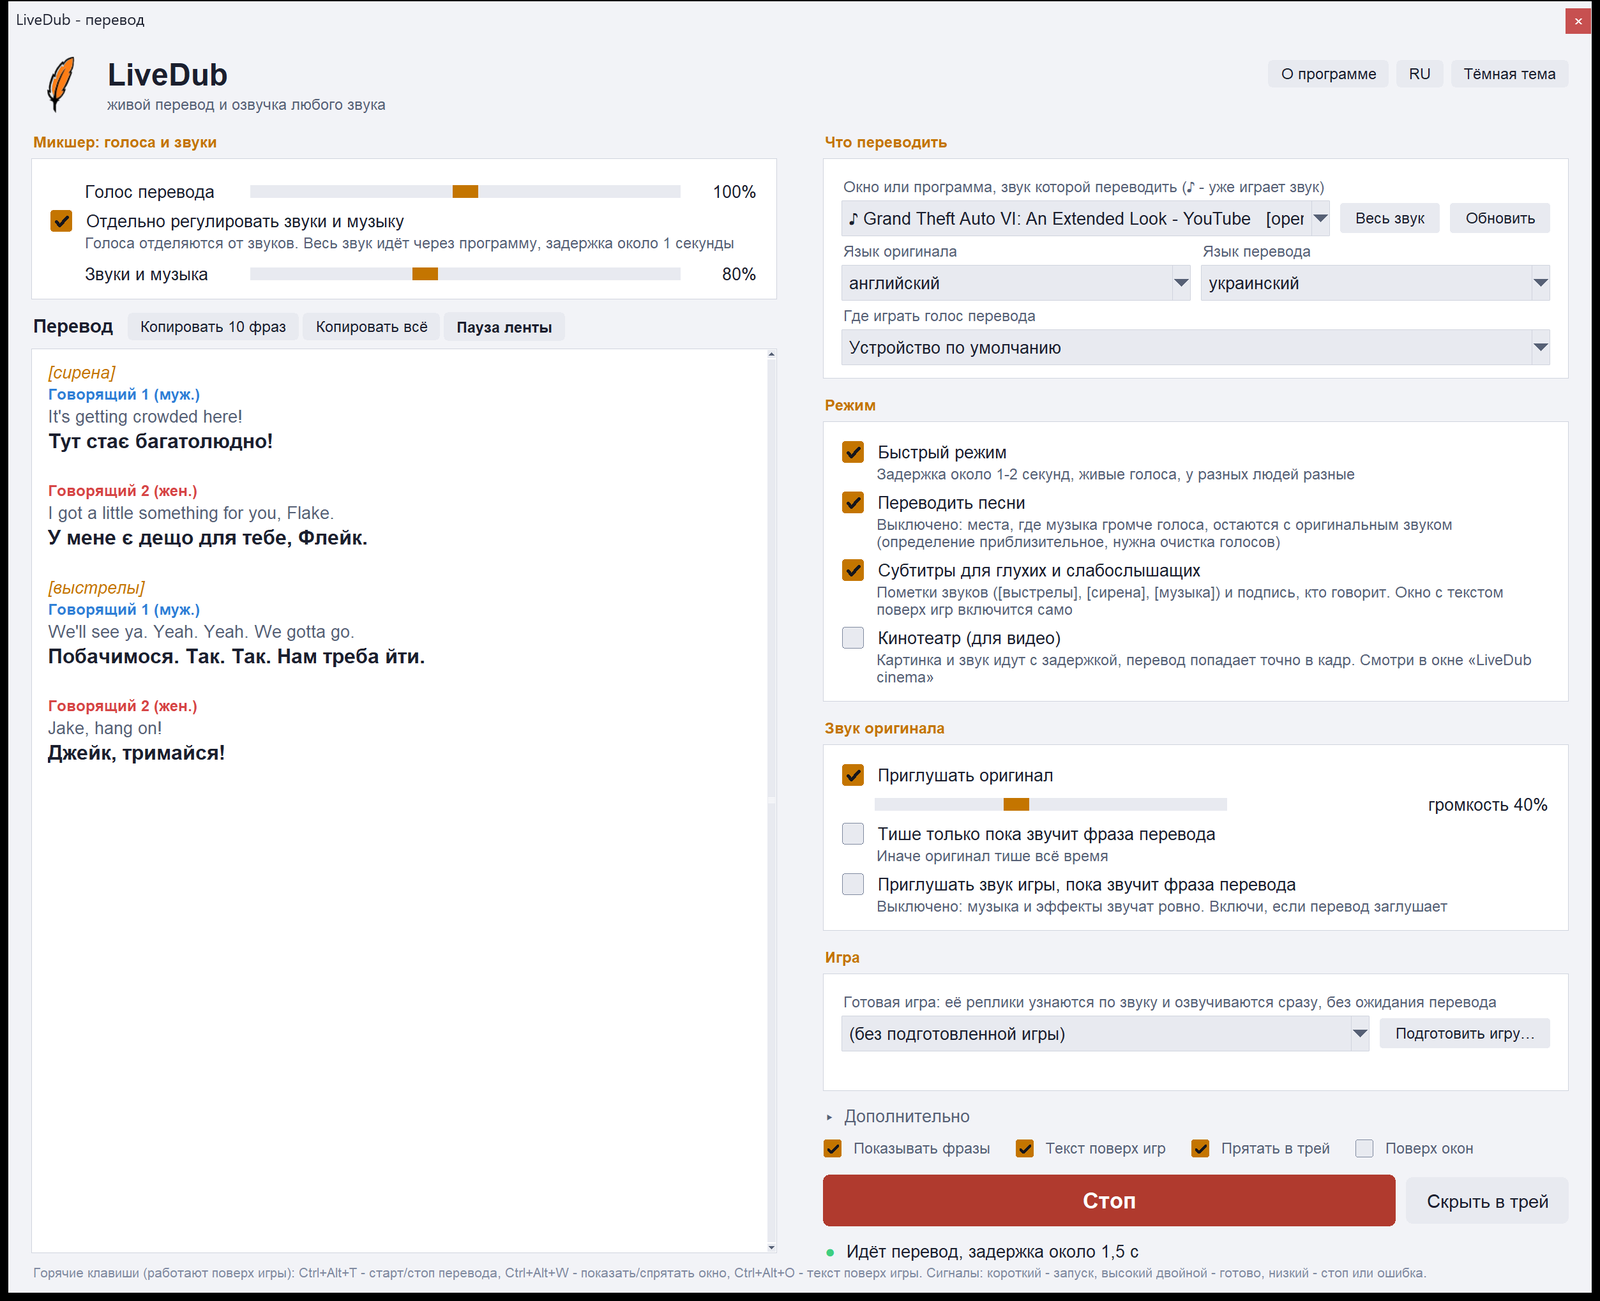 LiveDub - перевод
×
LiveDub
живой перевод и озвучка любого звука
О программе
RU
Тёмная тема
Микшер: голоса и звуки
Голос перевода
100%
Отдельно регулировать звуки и музыку
Голоса отделяются от звуков. Весь звук идёт через программу, задержка около 1 секунды
Звуки и музыка
80%
Перевод
Копировать 10 фраз
Копировать всё
Пауза ленты
[сирена]
Говорящий 1 (муж.)
It's getting crowded here!
Тут стає багатолюдно!
Говорящий 2 (жен.)
I got a little something for you, Flake.
У мене є дещо для тебе, Флейк.
[выстрелы]
Говорящий 1 (муж.)
We'll see ya. Yeah. Yeah. We gotta go.
Побачимося. Так. Так. Нам треба йти.
Говорящий 2 (жен.)
Jake, hang on!
Джейк, тримайся!
Что переводить
Окно или программа, звук которой переводить (♪ - уже играет звук)
♪ Grand Theft Auto VI: An Extended Look - YouTube [oper
Весь звук
Обновить
Язык оригинала
Язык перевода
английский
украинский
Где играть голос перевода
Устройство по умолчанию
Режим
Быстрый режим
Задержка около 1-2 секунд, живые голоса, у разных людей разные
Переводить песни
Выключено: места, где музыка громче голоса, остаются с оригинальным звуком
(определение приблизительное, нужна очистка голосов)
Субтитры для глухих и слабослышащих
Пометки звуков ([выстрелы], [сирена], [музыка]) и подпись, кто говорит. Окно с текстом
поверх игр включится само
Кинотеатр (для видео)
Картинка и звук идут с задержкой, перевод попадает точно в кадр. Смотри в окне «LiveDub
cinema»
Звук оригинала
Приглушать оригинал
громкость 40%
Тише только пока звучит фраза перевода
Иначе оригинал тише всё время
Приглушать звук игры, пока звучит фраза перевода
Выключено: музыка и эффекты звучат ровно. Включи, если перевод заглушает
Игра
Готовая игра: её реплики узнаются по звуку и озвучиваются сразу, без ожидания перевода
(без подготовленной игры)
Подготовить игру...
Дополнительно
Показывать фразы
Текст поверх игр
Прятать в трей
Поверх окон
Стоп
Скрыть в трей
Идёт перевод, задержка около 1,5 с
Горячие клавиши (работают поверх игры): Ctrl+Alt+T - старт/стоп перевода, Ctrl+Alt+W - показать/спрятать окно, Ctrl+Alt+O - текст поверх игры. Сигналы: короткий - запуск, высокий двойной - готово, низкий - стоп или ошибка.